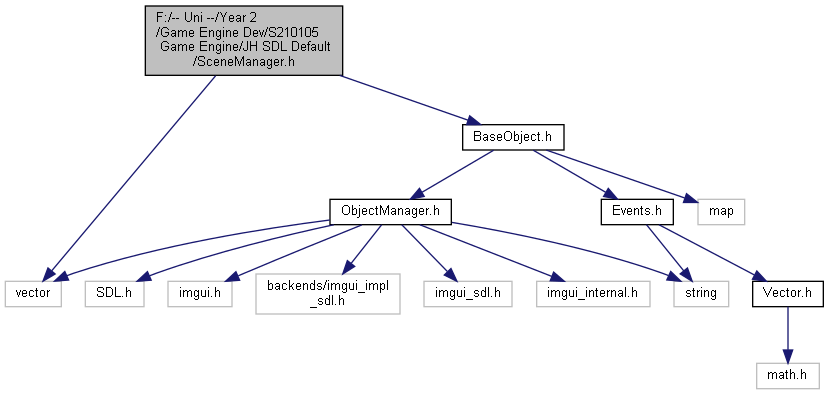 F:/-- Uni --/Year 2
/Game Engine Dev/S210105
Game Engine/JH SDL Default
/SceneManager.h
BaseObject.h
ObjectManager.h
Events.h
map
vector
SDL.h
imgui.h
backends/imgui_impl
_sdl.h
imgui_sdl.h
imgui_internal.h
string
Vector.h
math.h